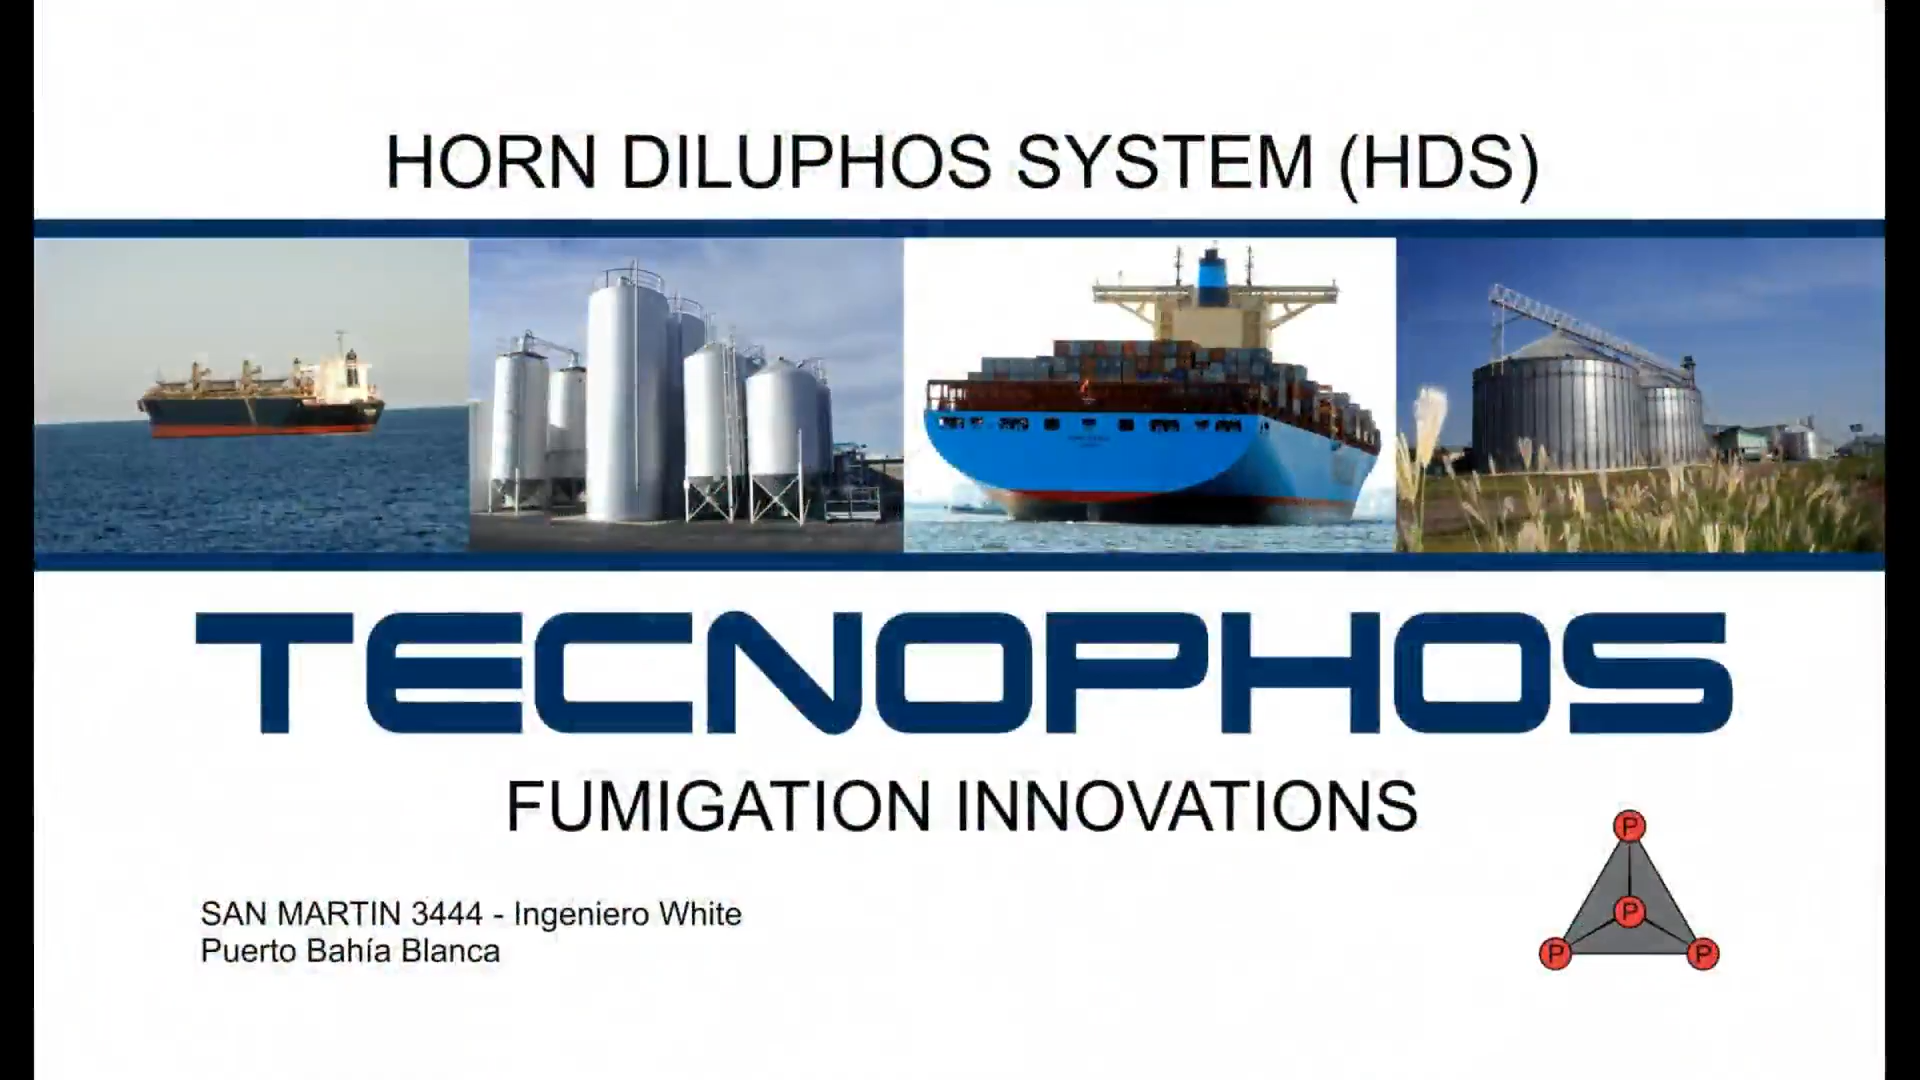 HORN DILUPHOS SYSTEM (HDS)
TECNOPHOS
FUMIGATION INNOVATIONS
SAN MARTIN 3444 - Ingeniero White
Puerto Bahía Blanca
P
P
P
P